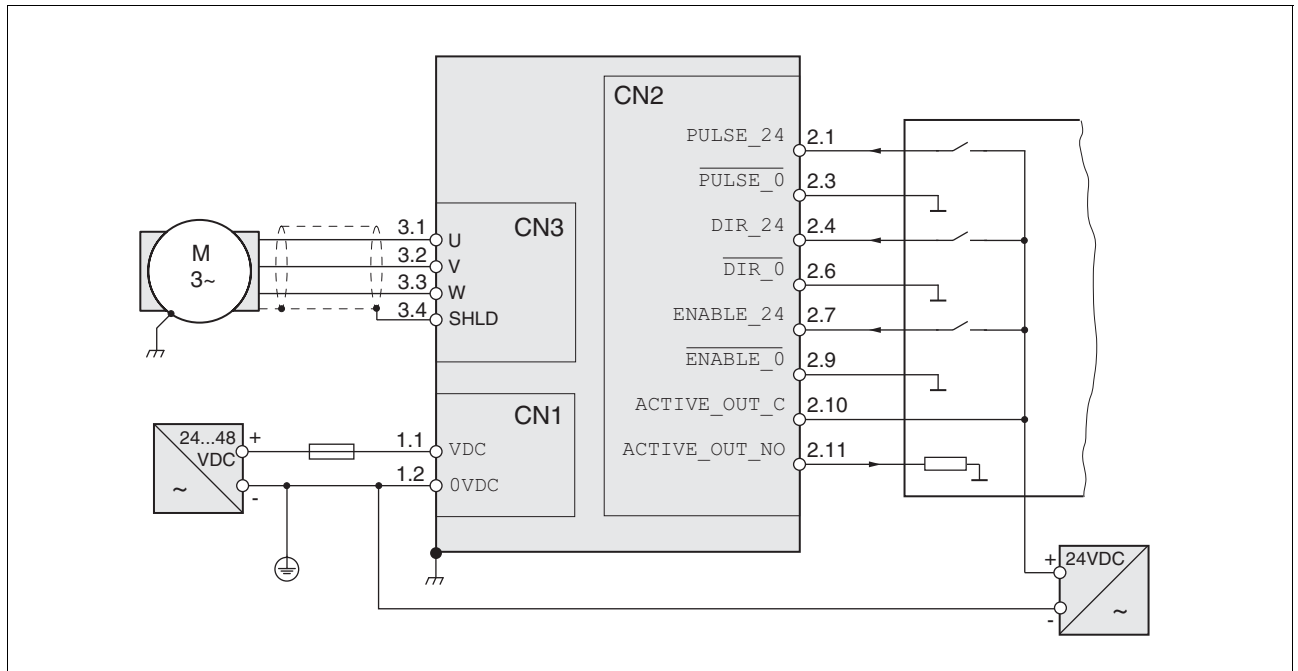 CN2
PULSE_24 2.1
PULSE_0 2.3
DIR_24 2.4
DIR_0 2.6
ENABLE_24 2.7
ENABLE_0 2.9
ACTIVE_OUT_C 2.10
ACTIVE_OUT_NO 2.11
CN3
3.1 U
3.2 V
3.3 W
3.4 SHLD
M
3~
CN1
1.1 VDC
1.2 0VDC
24...48 +
VDC
~ -
+ 24VDC
- ~